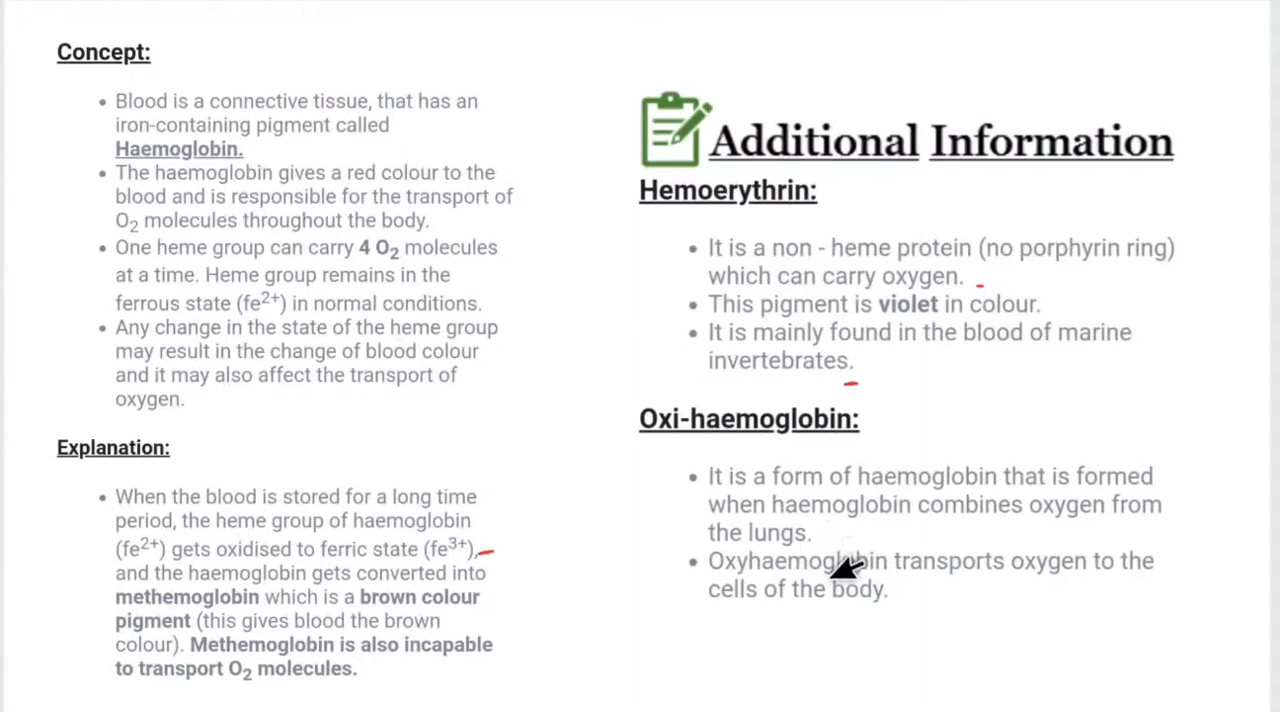 Concept:
Blood is a connective tissue, that has an
iron-containing pigment called
Haemoglobin.
The haemoglobin gives a red colour to the
blood and is responsible for the transport of
O₂ molecules throughout the body.
One heme group can carry 4 O₂ molecules
at a time. Heme group remains in the
ferrous state (fe²⁺) in normal conditions.
Any change in the state of the heme group
may result in the change of blood colour
and it may also affect the transport of
oxygen.
Explanation:
When the blood is stored for a long time
period, the heme group of haemoglobin
(fe²⁺) gets oxidised to ferric state (fe³⁺),
and the haemoglobin gets converted into
methemoglobin which is a brown colour
pigment (this gives blood the brown
colour). Methemoglobin is also incapable
to transport O₂ molecules.
Additional Information
Hemoerythrin:
It is a non - heme protein (no porphyrin ring)
which can carry oxygen.
This pigment is violet in colour.
It is mainly found in the blood of marine
invertebrates.
Oxi-haemoglobin:
It is a form of haemoglobin that is formed
when haemoglobin combines oxygen from
the lungs.
Oxyhaemoglobin transports oxygen to the
cells of the body.